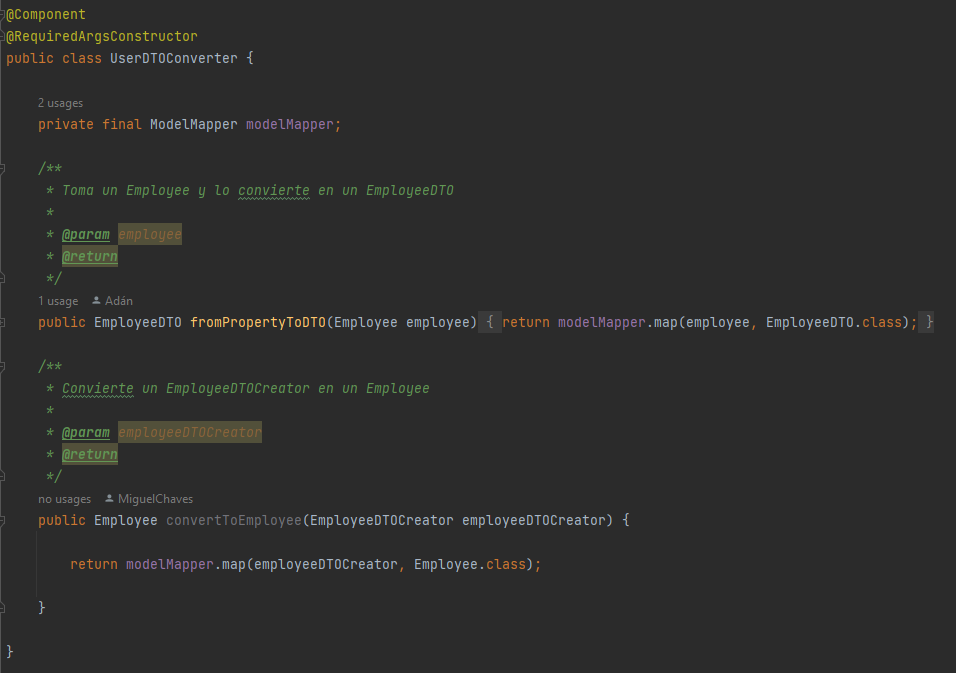 @Component
@RequiredArgsConstructor
public class UserDTOConverter {
2 usages
private final ModelMapper modelMapper;
/**
* Toma un Employee y lo convierte en un EmployeeDTO
*
* @param employee
* @return
*/
1 usage Adán
public EmployeeDTO fromPropertyToDTO(Employee employee) { return modelMapper.map(employee, EmployeeDTO.class); }
/**
* Convierte un EmployeeDTOCreator en un Employee
*
* @param employeeDTOCreator
* @return
*/
no usages MiguelChaves
public Employee convertToEmployee(EmployeeDTOCreator employeeDTOCreator) {
return modelMapper.map(employeeDTOCreator, Employee.class);
}
}